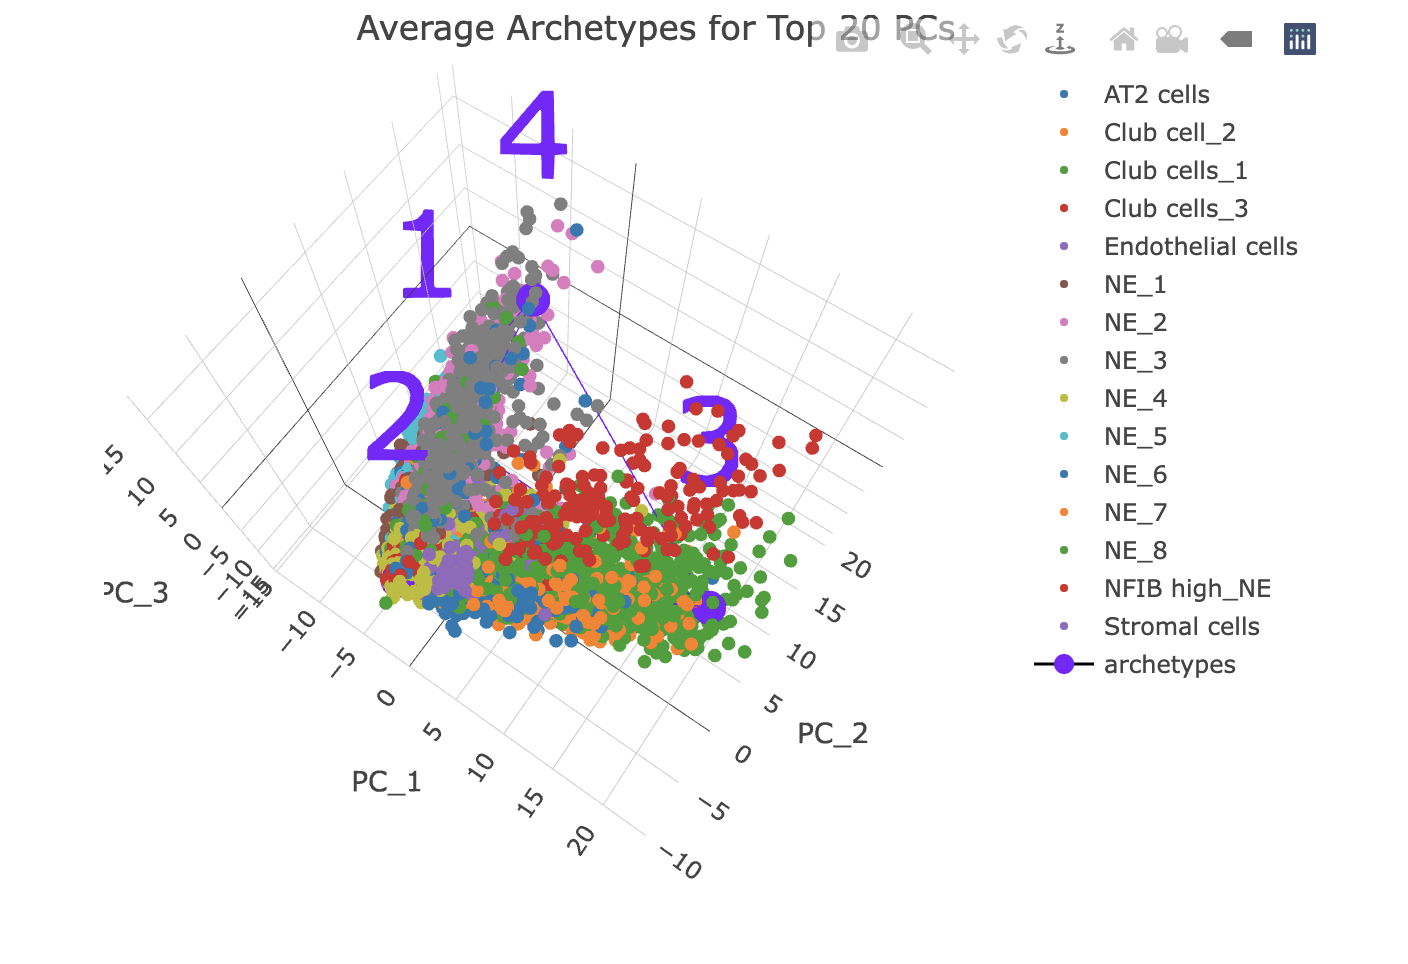 Average Archetypes for Top 20 PCs
z
AT2 cells
Club cell_2
Club cells_1
Club cells_3
Endothelial cells
NE_1
NE_2
NE_3
NE_4
NE_5
NE_6
NE_7
NE_8
NFIB high_NE
Stromal cells
archetypes
4
1
2
3
15
10
5
0
−5
−10
PC_3
−10
−5
0
5
10
15
20
PC_1
20
15
10
5
0
−5
−10
PC_2